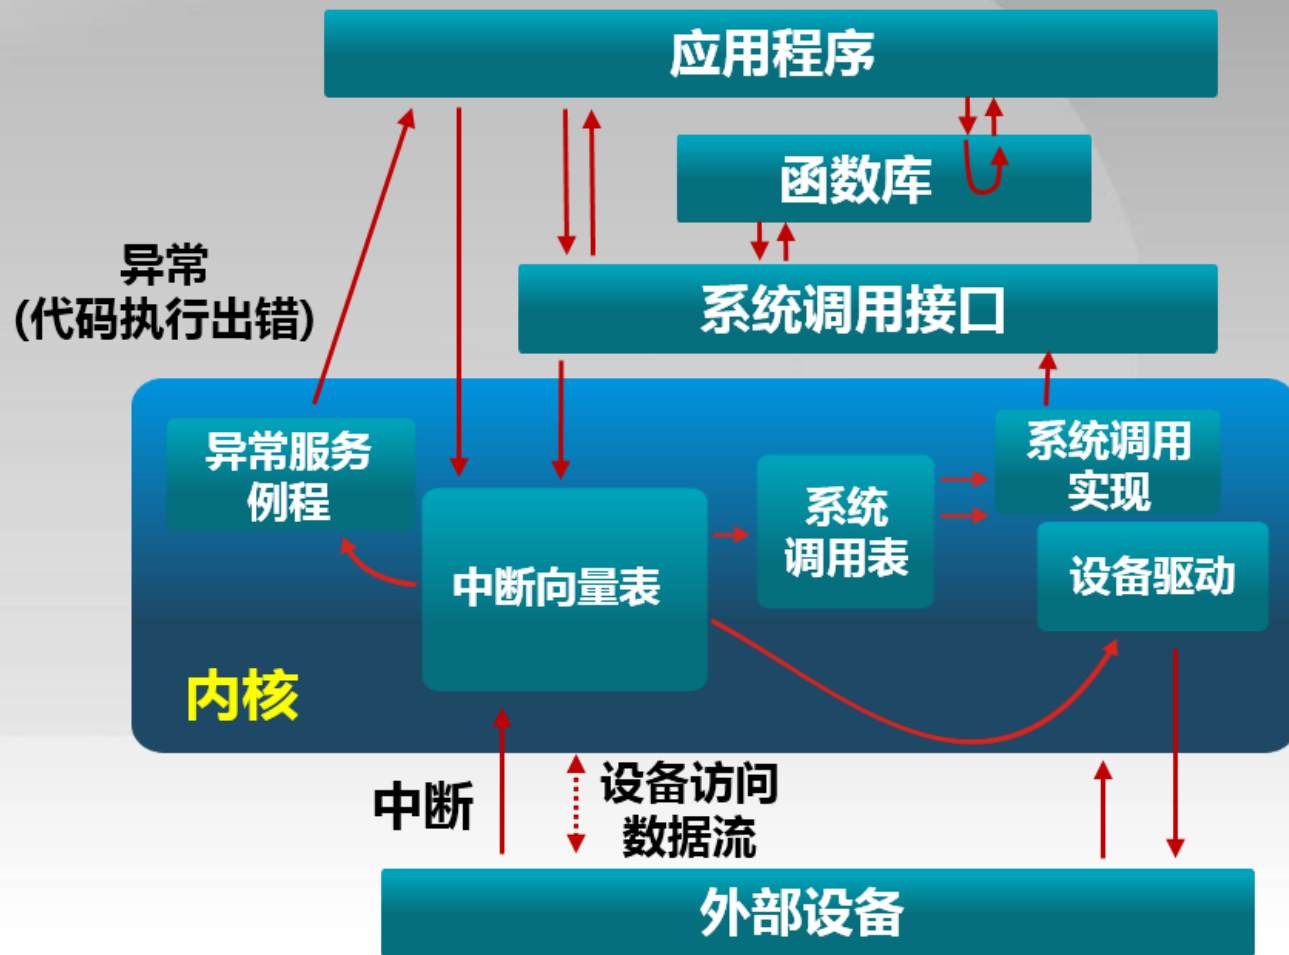 应用程序
函数库
异常
(代码执行出错)
系统调用接口
异常服务
例程
中断向量表
系统
调用表
系统调用
实现
设备驱动
内核
中断
设备访问
数据流
外部设备